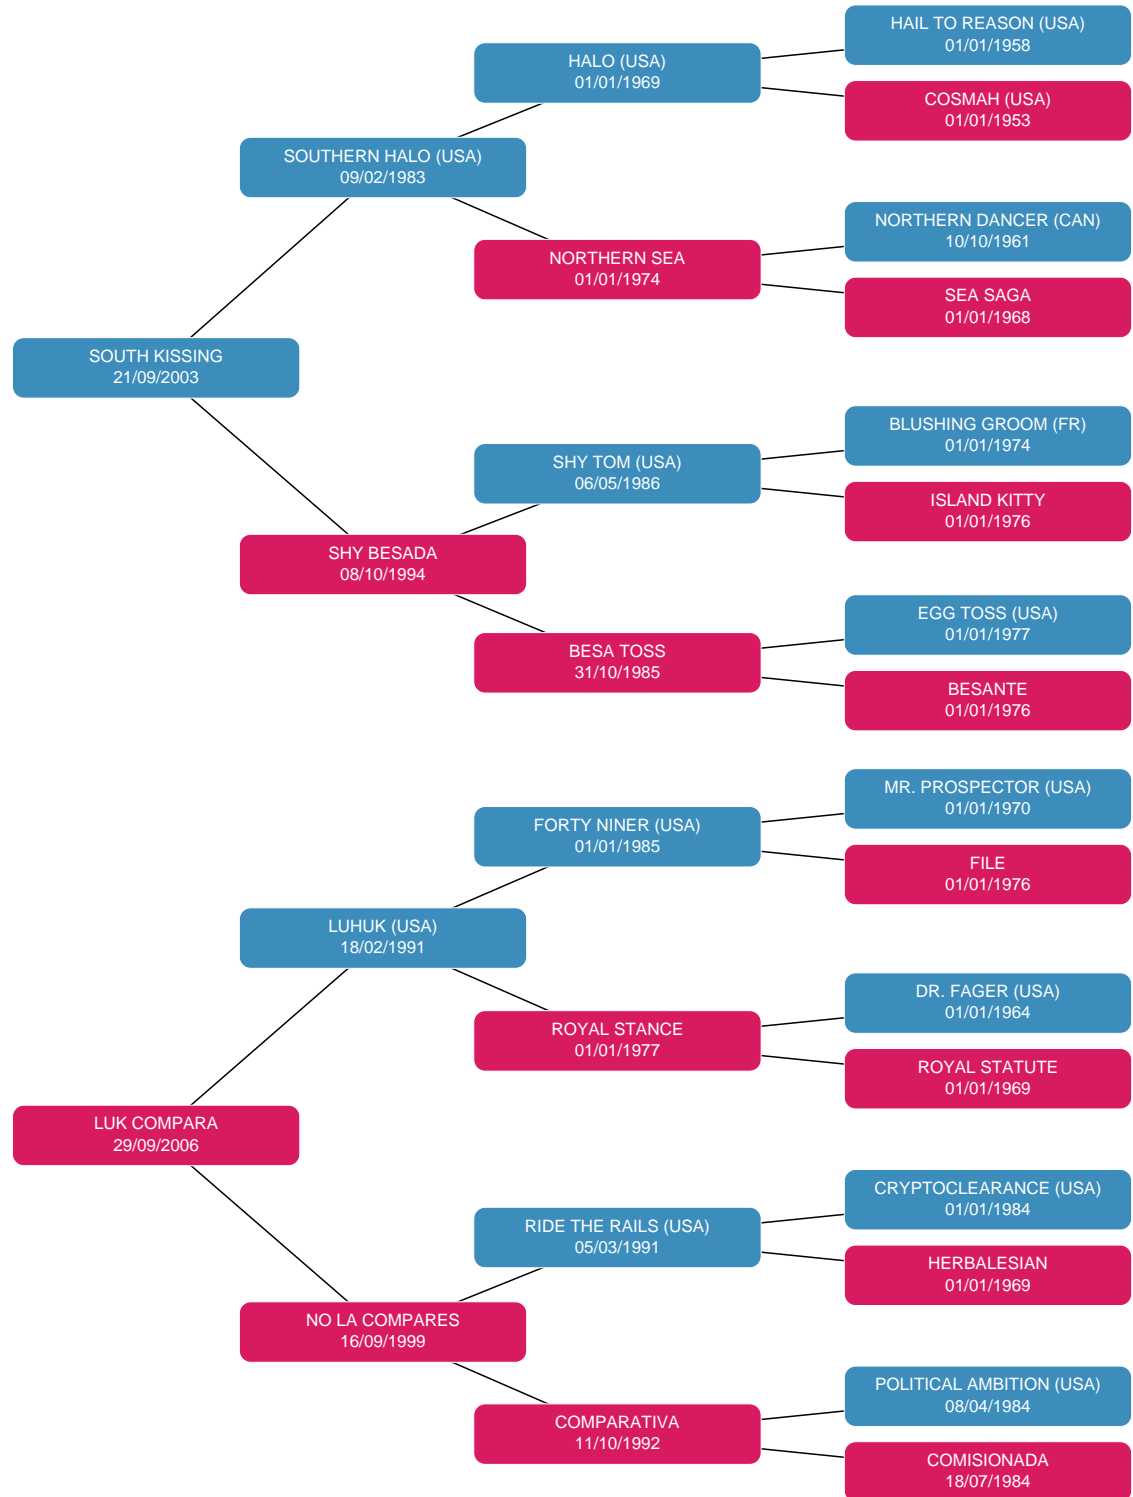 HAIL TO REASON (USA)
01/01/1958
HALO (USA)
01/01/1969
COSMAH (USA)
01/01/1953
SOUTHERN HALO (USA)
09/02/1983
NORTHERN DANCER (CAN)
10/10/1961
NORTHERN SEA
01/01/1974
SEA SAGA
01/01/1968
SOUTH KISSING
21/09/2003
BLUSHING GROOM (FR)
01/01/1974
SHY TOM (USA)
06/05/1986
ISLAND KITTY
01/01/1976
SHY BESADA
08/10/1994
EGG TOSS (USA)
01/01/1977
BESA TOSS
31/10/1985
BESANTE
01/01/1976
MR. PROSPECTOR (USA)
01/01/1970
FORTY NINER (USA)
01/01/1985
FILE
01/01/1976
LUHUK (USA)
18/02/1991
DR. FAGER (USA)
01/01/1964
ROYAL STANCE
01/01/1977
ROYAL STATUTE
01/01/1969
LUK COMPARA
29/09/2006
CRYPTOCLEARANCE (USA)
01/01/1984
RIDE THE RAILS (USA)
05/03/1991
HERBALESIAN
01/01/1969
NO LA COMPARES
16/09/1999
POLITICAL AMBITION (USA)
08/04/1984
COMPARATIVA
11/10/1992
COMISIONADA
18/07/1984